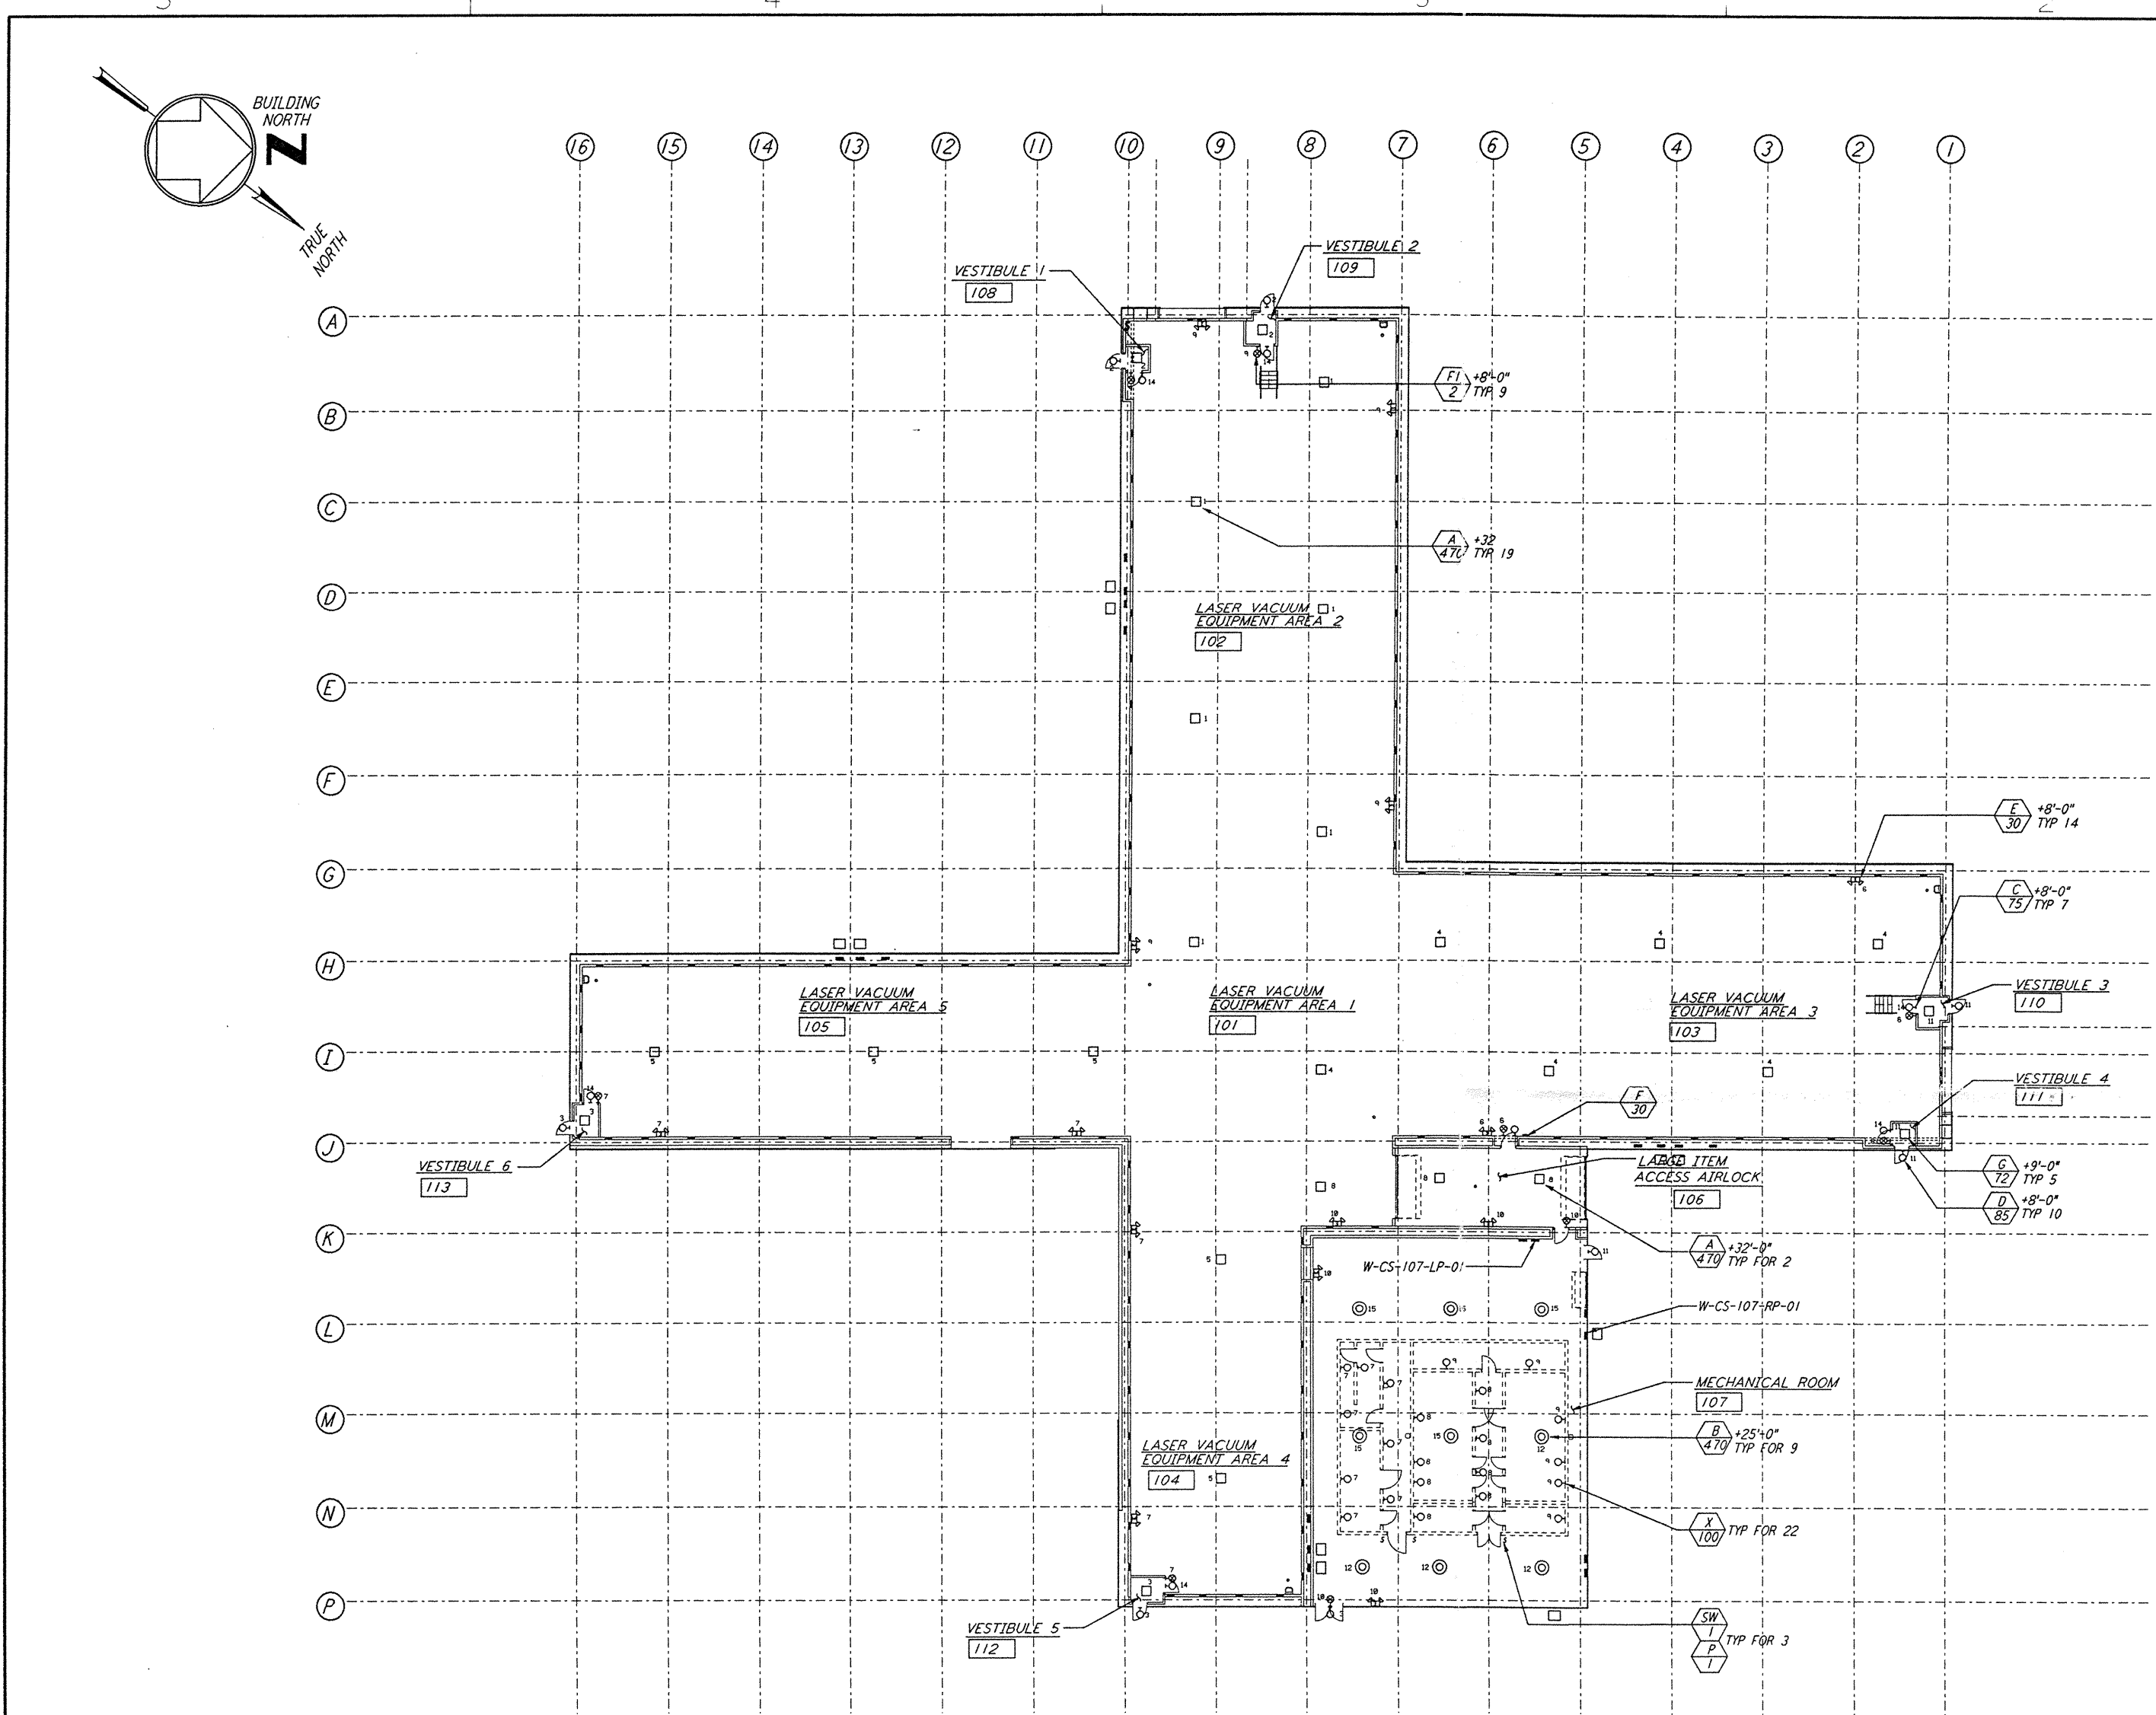 BUILDING
NORTH
N
TRUE
NORTH
16
15
14
13
12
11
10
9
8
7
6
5
4
3
2
1
A
B
C
D
E
F
G
H
I
J
K
L
M
N
P
VESTIBULE 1
108
VESTIBULE 2
109
F1
2
+8'-0"
TYP 9
A
470
+32
TYP 19
LASER VACUUM
EQUIPMENT AREA 2
102
E
30
+8'-0"
TYP 14
C
75
+8'-0"
TYP 7
LASER VACUUM
EQUIPMENT AREA 5
105
LASER VACUUM
EQUIPMENT AREA 1
101
LASER VACUUM
EQUIPMENT AREA 3
103
VESTIBULE 3
110
VESTIBULE 4
111
F
30
VESTIBULE 6
113
LARGE ITEM
ACCESS AIRLOCK
106
G
72
+9'-0"
TYP 5
D
85
+8'-0"
TYP 10
A
470
+32'-0"
TYP FOR 2
W-CS-107-LP-01
W-CS-107-RP-01
MECHANICAL ROOM
107
B
470
+25'-0"
TYP FOR 9
LASER VACUUM
EQUIPMENT AREA 4
104
X
100
TYP FOR 22
VESTIBULE 5
112
SW
1
P
1
TYP FOR 3